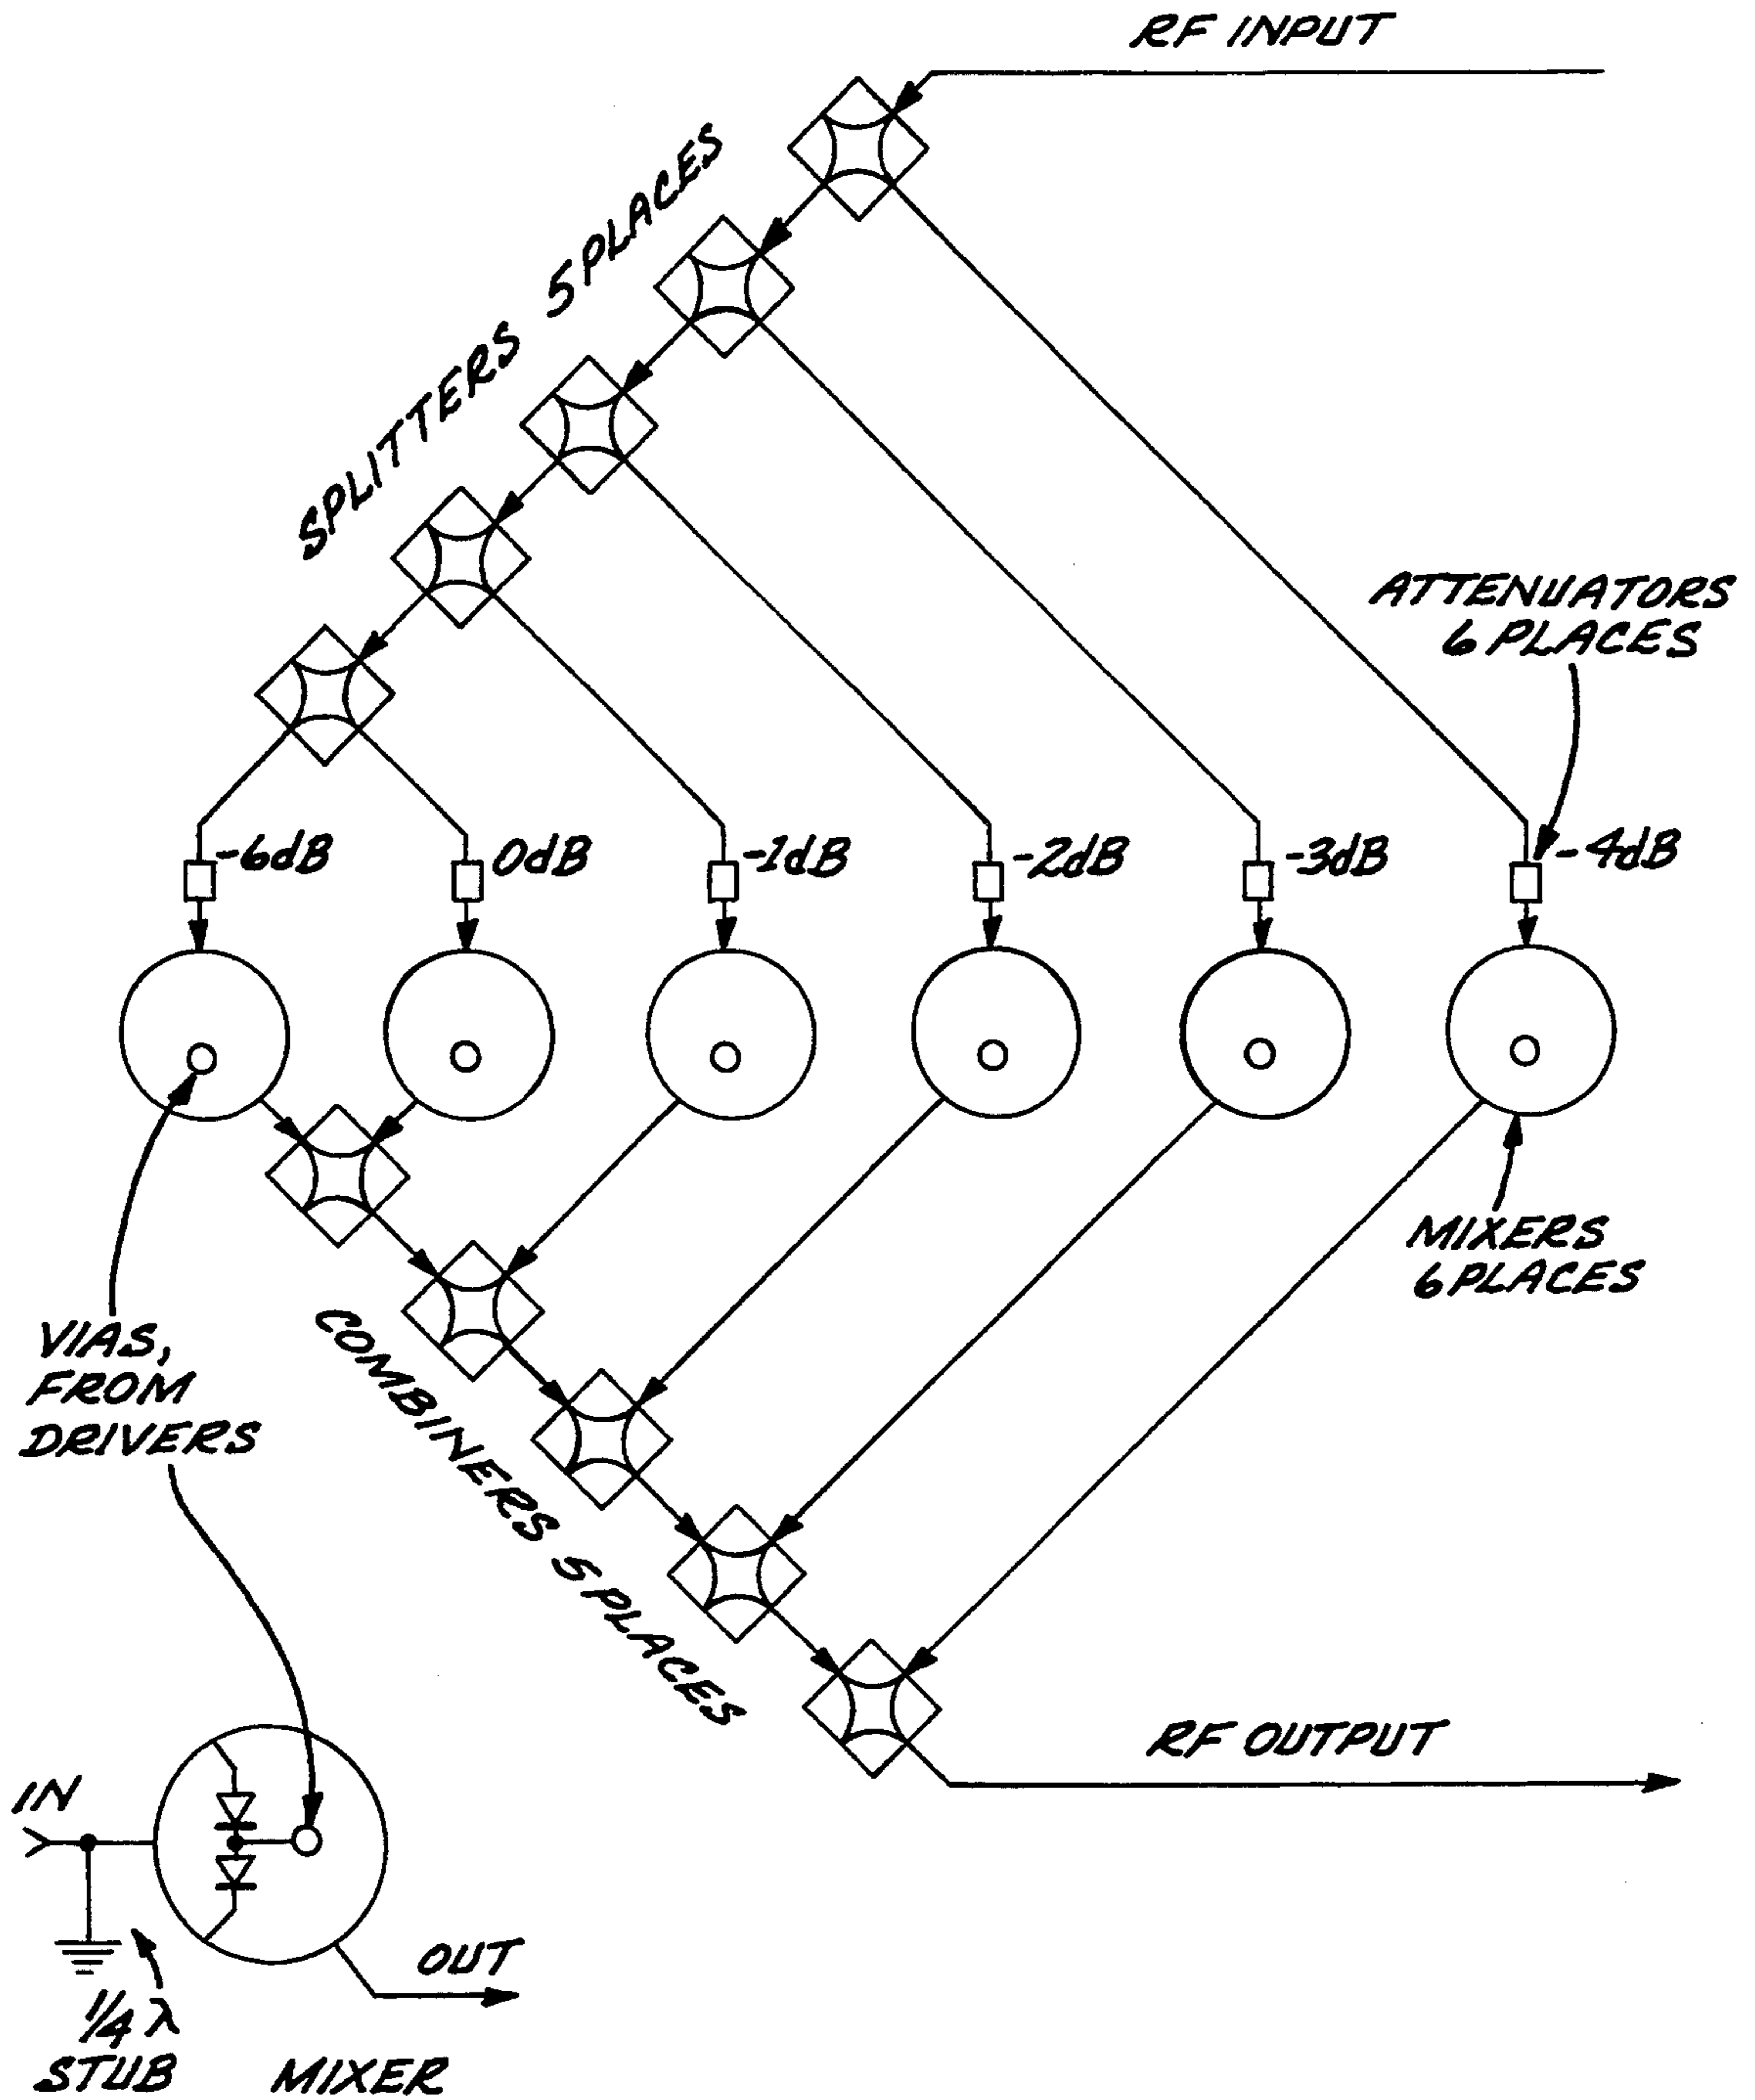 RF INPUT
SPLITTERS 5 PLACES
ATTENUATORS
6 PLACES
-6dB
0dB
-1dB
-2dB
-3dB
-4dB
MIXERS
6 PLACES
VIAS,
FROM
DRIVERS
COMBINERS 5 PLACES
RF OUTPUT
IN
OUT
1/4 λ
STUB
MIXER